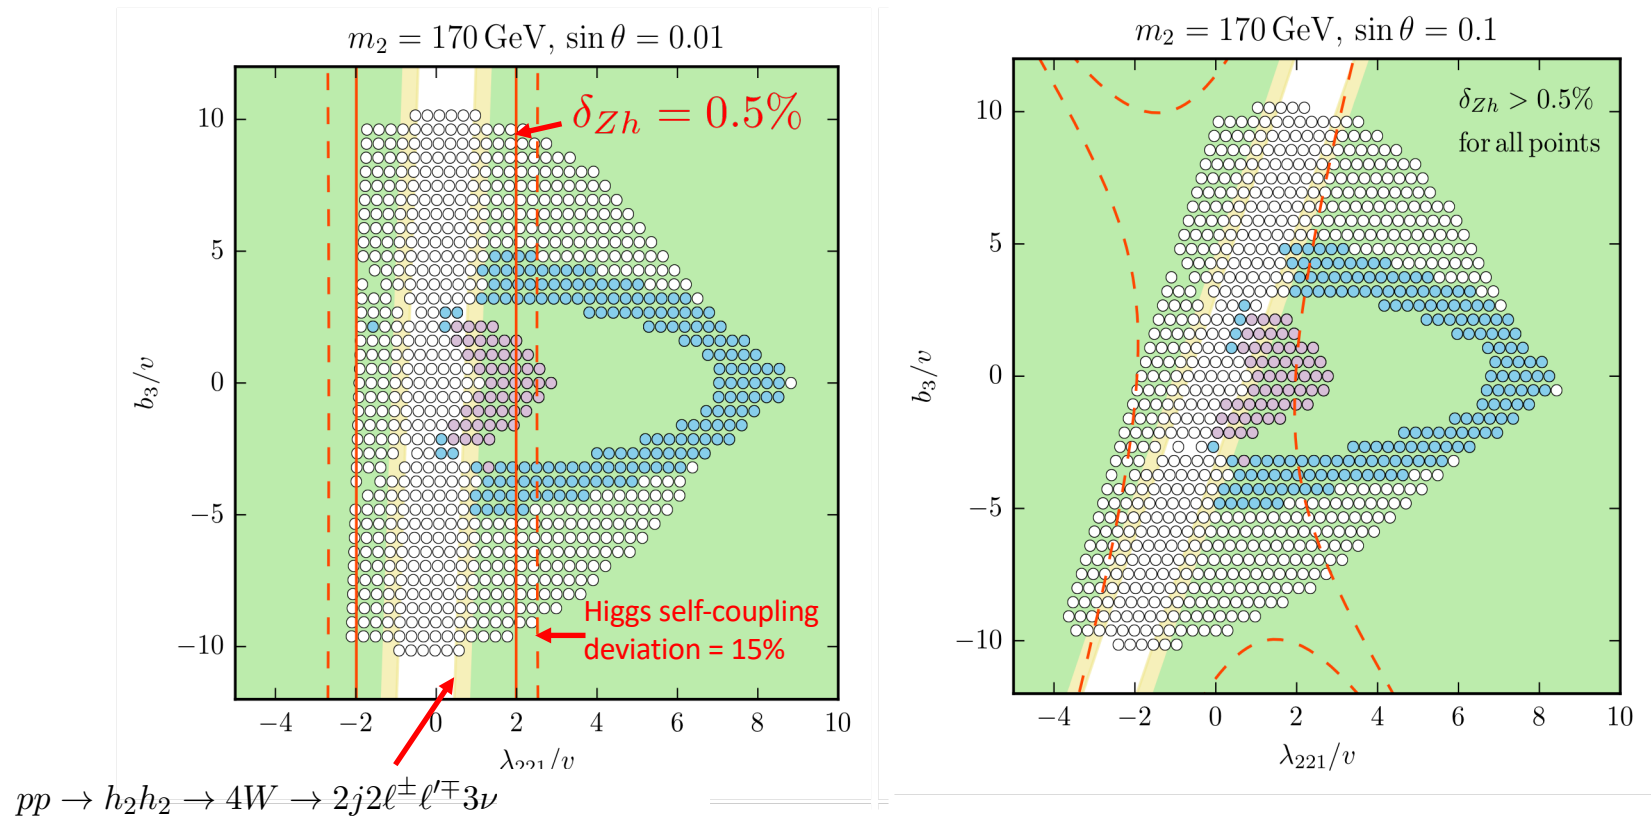 m₂ = 170 GeV, sin θ = 0.01
m₂ = 170 GeV, sin θ = 0.1
δ_{Zh} = 0.5%
Higgs self-coupling
deviation = 15%
10
5
0
−5
−10
b₃/v
−4 −2 0 2 4 6 8 10
λ₂₂₁/v
pp → h₂h₂ → 4W → 2j2ℓ^±ℓ′^∓3ν
δ_{Zh} > 0.5%
for all points
10
5
0
−5
−10
b₃/v
−4 −2 0 2 4 6 8 10
λ₂₂₁/v